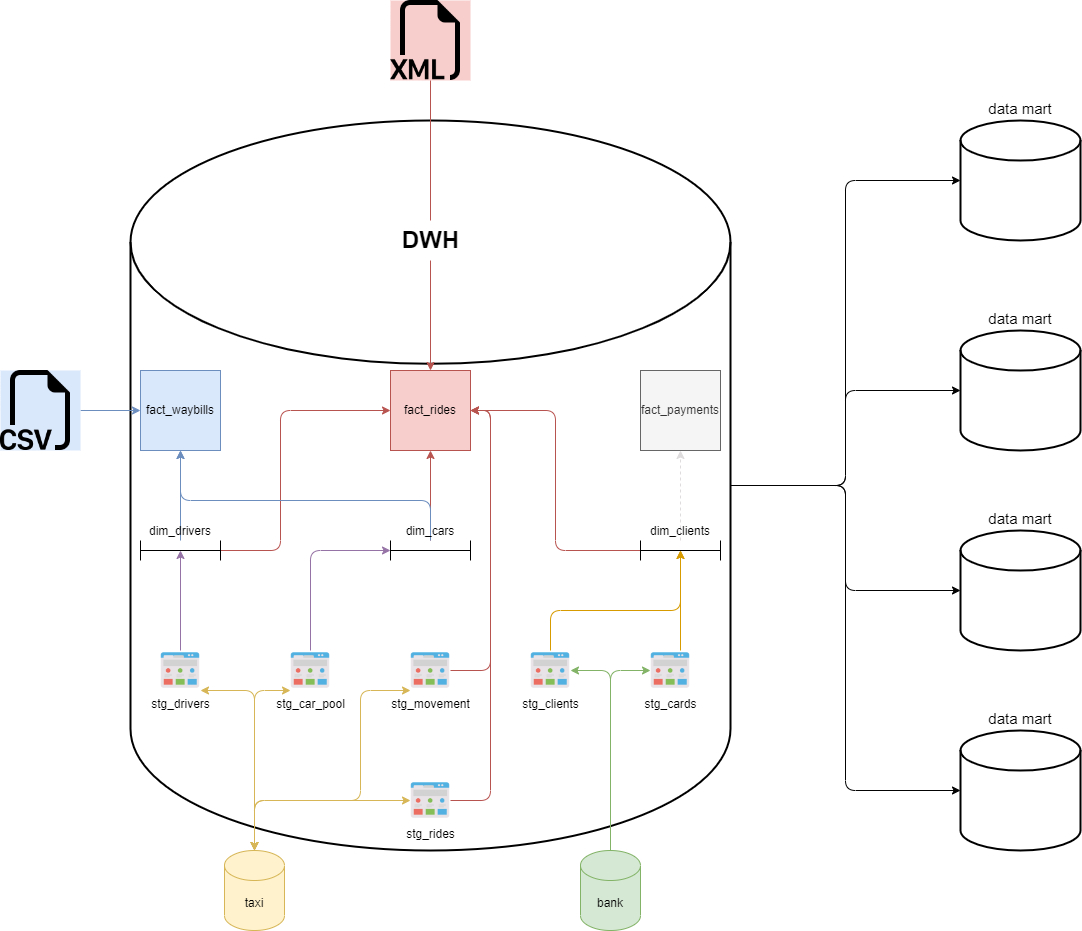 XML
data mart
DWH
data mart
CSV
fact_waybills
fact_rides
fact_payments
dim_drivers
dim_cars
dim_clients
data mart
stg_drivers
stg_car_pool
stg_movement
stg_clients
stg_cards
data mart
stg_rides
taxi
bank